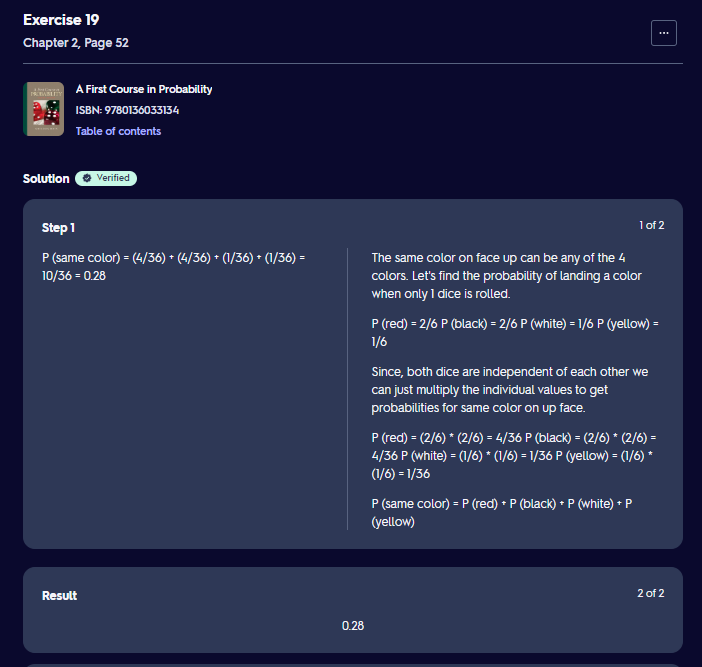 Exercise 19
Chapter 2, Page 52
...
A First Course in Probability
ISBN: 9780136033134
Table of contents
Solution
Verified
Step 1
1 of 2
P (same color) = (4/36) + (4/36) + (1/36) + (1/36) =
10/36 = 0.28
The same color on face up can be any of the 4
colors. Let's find the probability of landing a color
when only 1 dice is rolled.
P (red) = 2/6 P (black) = 2/6 P (white) = 1/6 P (yellow) =
1/6
Since, both dice are independent of each other we
can just multiply the individual values to get
probabilities for same color on up face.
P (red) = (2/6) * (2/6) = 4/36 P (black) = (2/6) * (2/6) =
4/36 P (white) = (1/6) * (1/6) = 1/36 P (yellow) = (1/6) *
(1/6) = 1/36
P (same color) = P (red) + P (black) + P (white) + P
(yellow)
Result
2 of 2
0.28